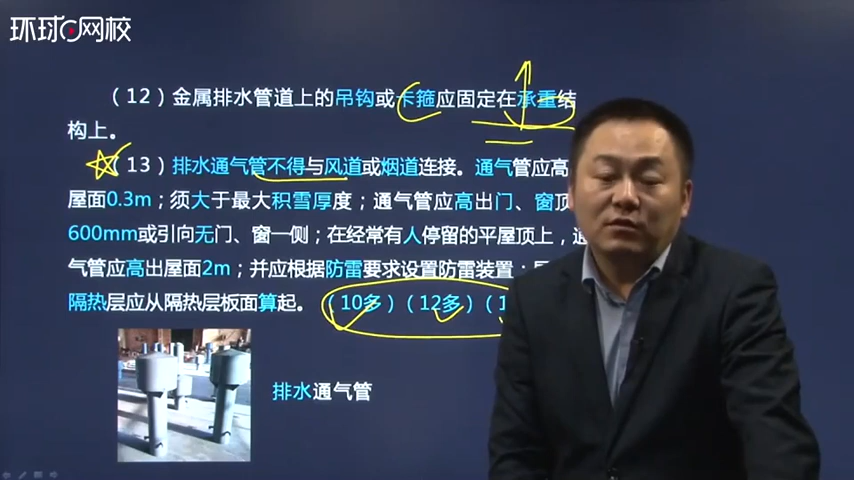 环球网校
（12）金属排水管道上的吊钩或卡箍应固定在承重结
构上。
（13）排水通气管不得与风道或烟道连接。通气管应高
屋面0.3m；须大于最大积雪厚度；通气管应高出门、窗顶
600mm或引向无门、窗一侧；在经常有人停留的平屋顶上，通
气管应高出屋面2m；并应根据防雷要求设置防雷装置；
隔热层应从隔热层板面算起。（10多）（12多）（1
排水通气管